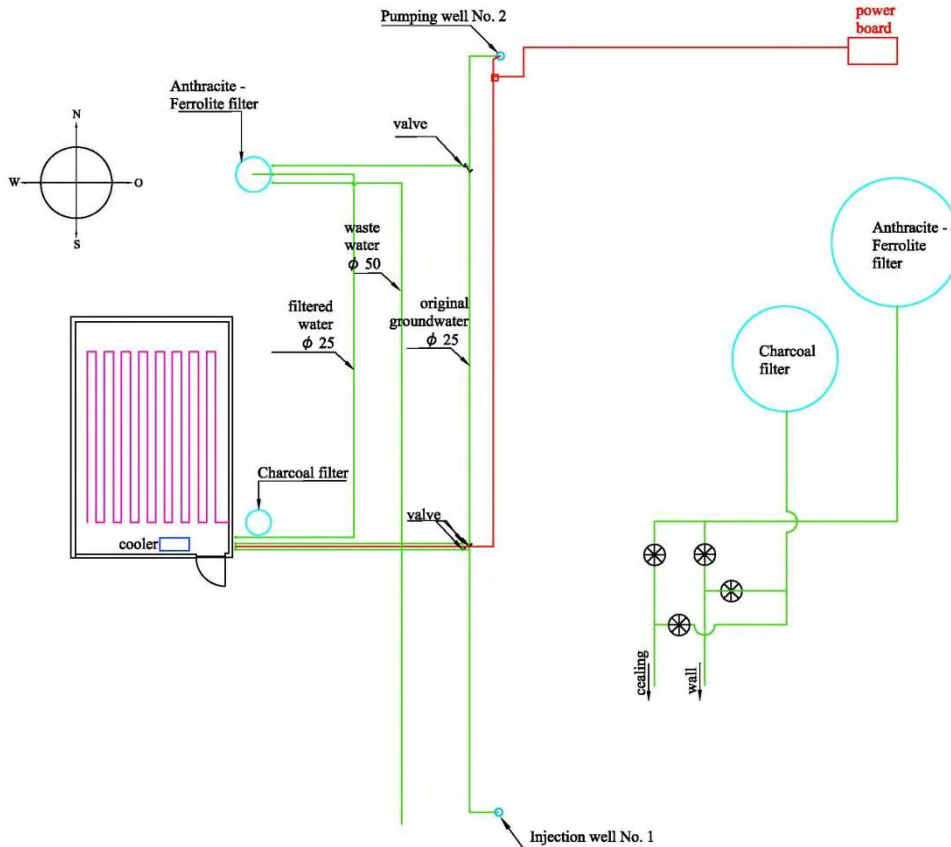 Pumping well No. 2
power
board
Anthracite -
Ferrolite filter
valve
N
W
O
S
waste
water
ϕ 50
filtered
water
ϕ 25
original
groundwater
ϕ 25
Anthracite -
Ferrolite
filter
Charcoal
filter
Charcoal filter
valve
cooler
cealing
wall
Injection well No. 1